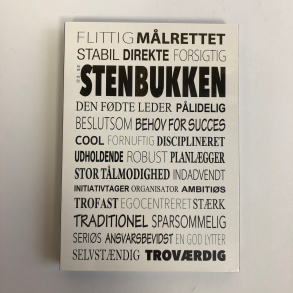 FLITTIG MÅLRETTET
STABIL DIREKTE FORSIGTIG
STENBUKKEN
DEN FØDTE LEDER PÅLIDELIG
BESLUTSOM BEHOV FOR SUCCES
COOL FORNUFTIG DISCIPLINERET
UDHOLDENDE ROBUST PLANLÆGGER
STOR TÅLMODIGHED INDADVENDT
INITIATIVTAGER ORGANISATOR AMBITIØS
TROFAST EGOCENTRERET STÆRK
TRADITIONEL SPARSOMMELIG
SERIØS ANSVARSBEVIDST EN GOD LYTTER
SELVSTÆNDIG TROVÆRDIG